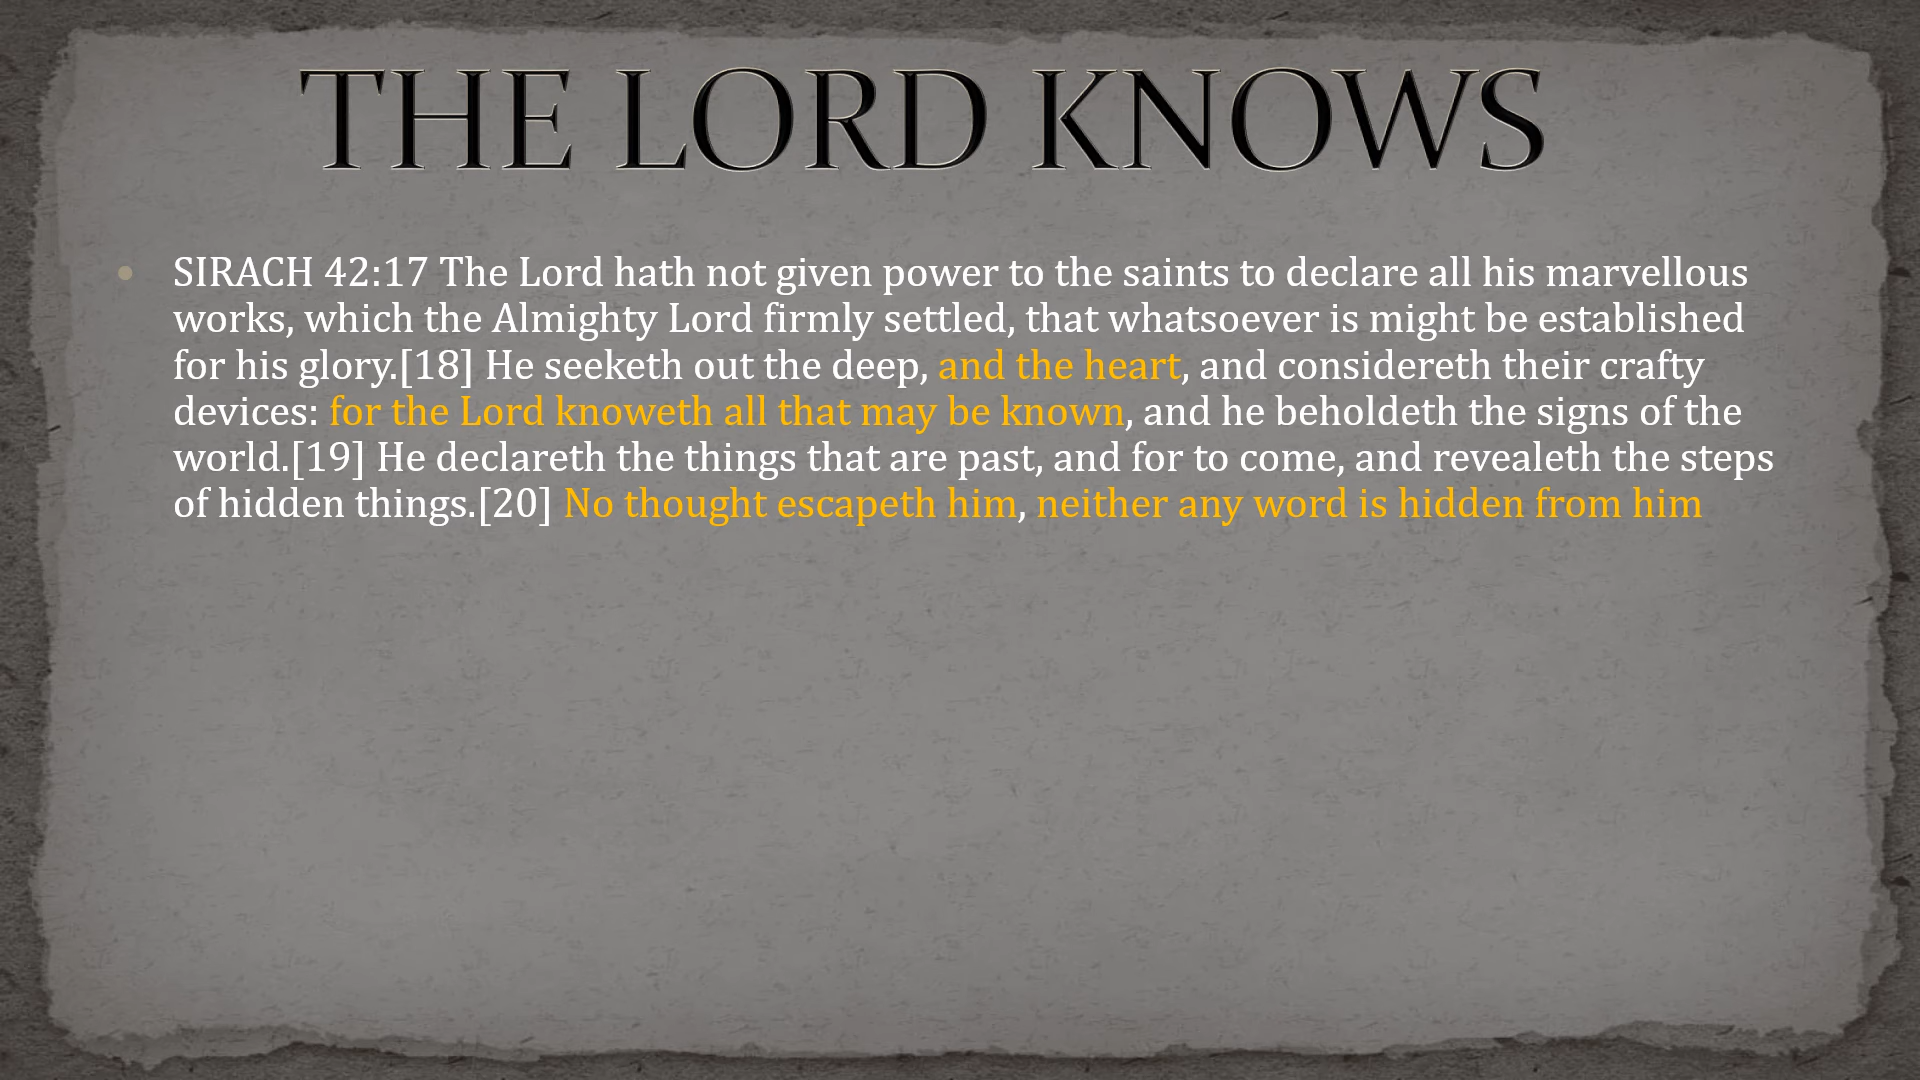 THE LORD KNOWS
• SIRACH 42:17 The Lord hath not given power to the saints to declare all his marvellous
works, which the Almighty Lord firmly settled, that whatsoever is might be established
for his glory.[18] He seeketh out the deep, and the heart, and considereth their crafty
devices: for the Lord knoweth all that may be known, and he beholdeth the signs of the
world.[19] He declareth the things that are past, and for to come, and revealeth the steps
of hidden things.[20] No thought escapeth him, neither any word is hidden from him